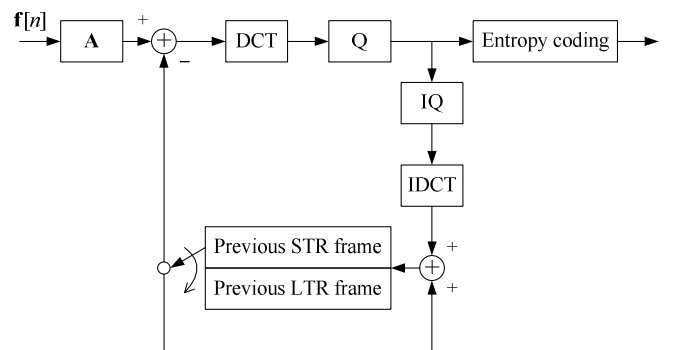 f[n]
A
+
+
−
DCT
Q
Entropy coding
IQ
IDCT
Previous STR frame
Previous LTR frame
+
+
+